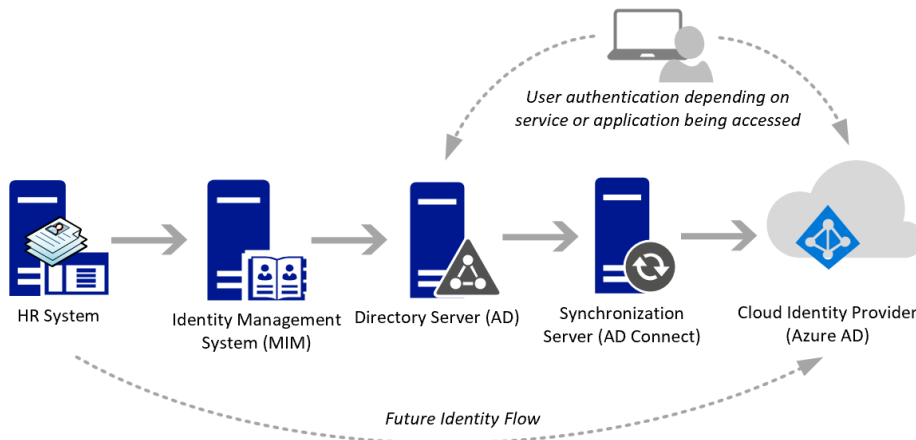 User authentication depending on
service or application being accessed
HR System
Identity Management
System (MIM)
Directory Server (AD)
Synchronization
Server (AD Connect)
Cloud Identity Provider
(Azure AD)
Future Identity Flow